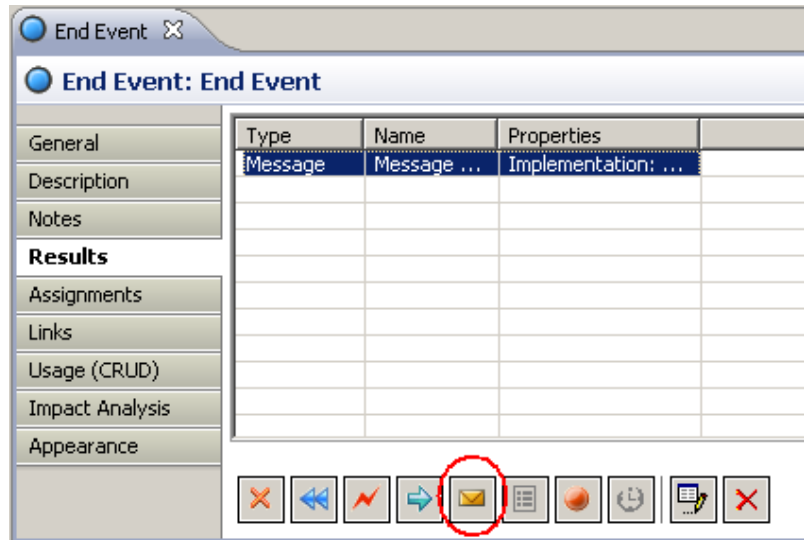 End Event
End Event: End Event
General
Description
Notes
Results
Assignments
Links
Usage (CRUD)
Impact Analysis
Appearance
Type Name Properties
Message Message ... Implementation: ...